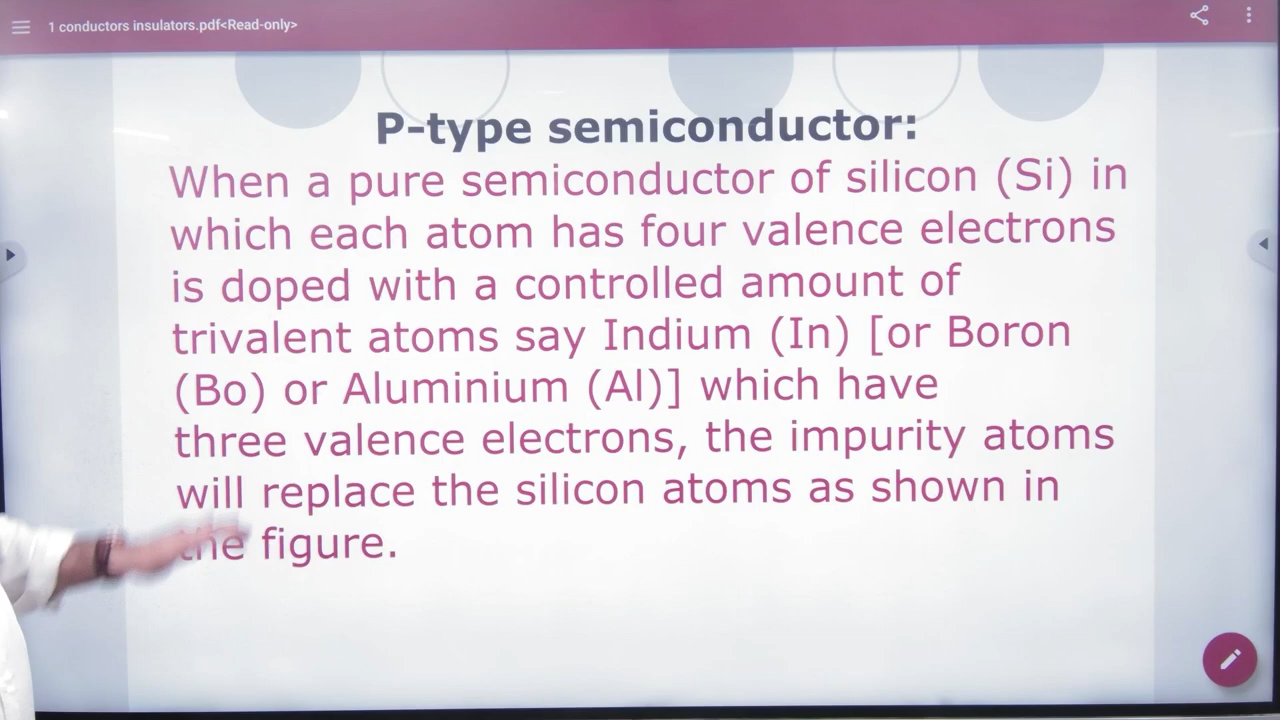 1 conductors insulators.pdf<Read-only>
P-type semiconductor:
When a pure semiconductor of silicon (Si) in
which each atom has four valence electrons
is doped with a controlled amount of
trivalent atoms say Indium (In) [or Boron
(Bo) or Aluminium (Al)] which have
three valence electrons, the impurity atoms
will replace the silicon atoms as shown in
the figure.